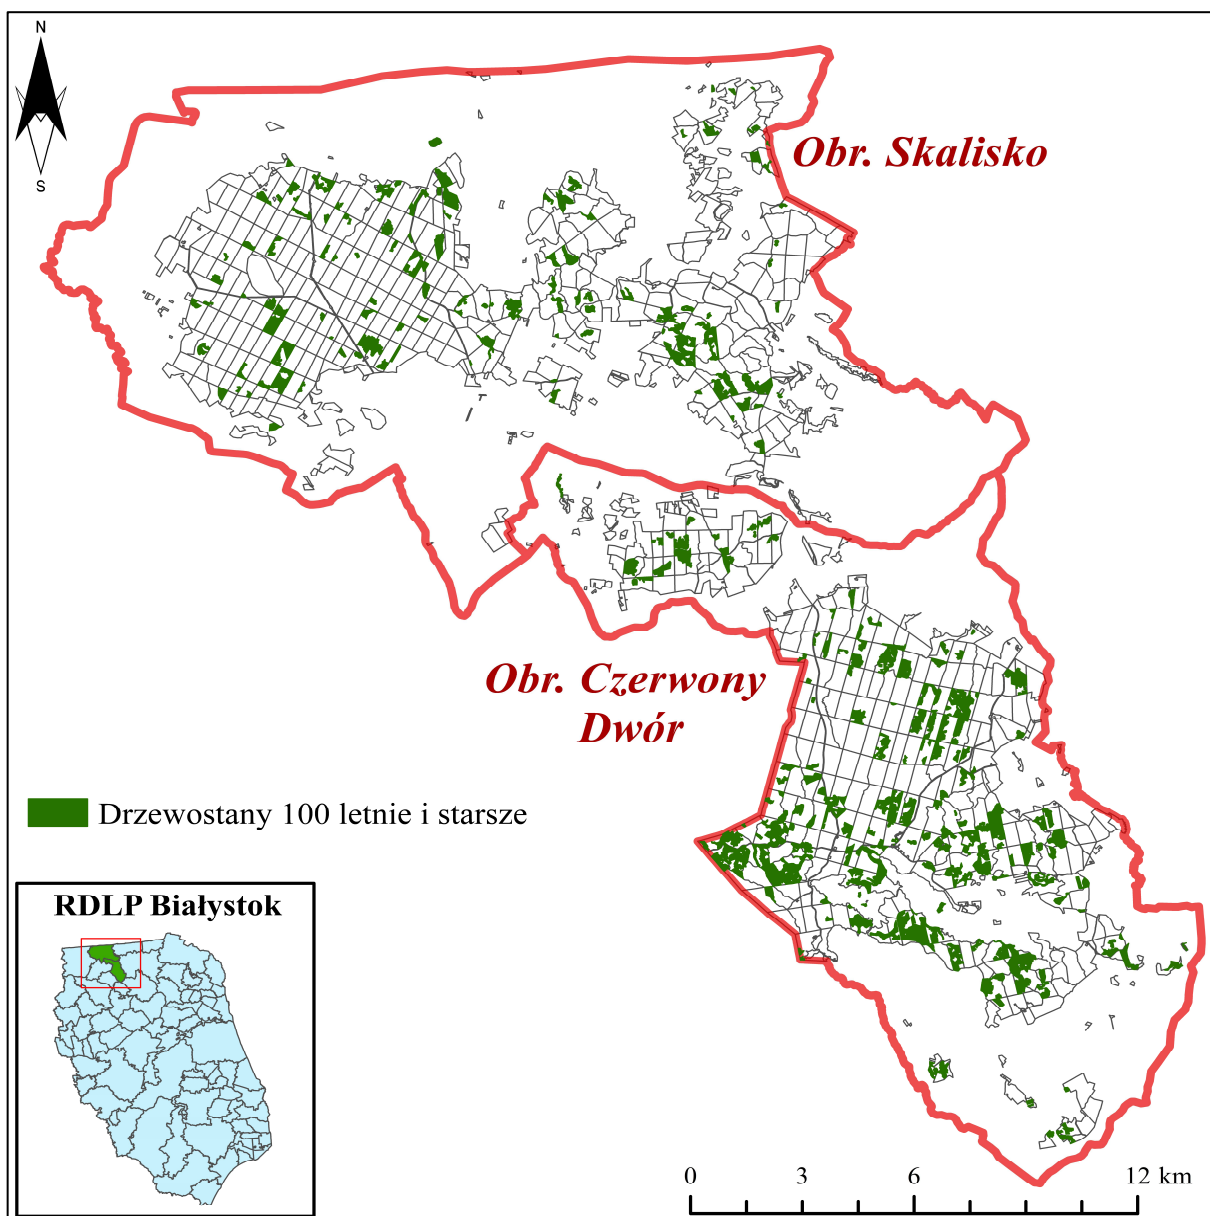 N
S
Obr. Skalisko
Obr. Czerwony
Dwór
Drzewostany 100 letnie i starsze
RDLP Białystok
0 3 6 12 km